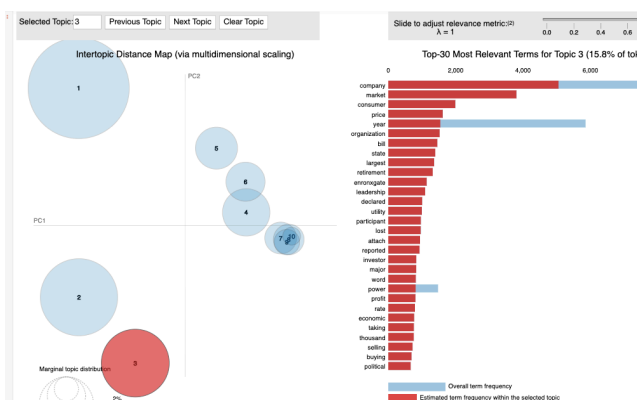 Selected Topic: 3 Previous Topic Next Topic Clear Topic
Slide to adjust relevance metric:(2)
λ = 1
0.0 0.2 0.4 0.6
Intertopic Distance Map (via multidimensional scaling)
PC2
PC1
1
5
6
4
7
10
2
3
Marginal topic distribution
2%
Top-30 Most Relevant Terms for Topic 3 (15.8% of
0 2,000 4,000 6,000
company
market
consumer
price
year
organization
bill
state
largest
retirement
enronxgate
leadership
declared
utility
participant
lost
attach
reported
investor
major
word
power
profit
rate
economic
taking
thousand
selling
buying
political
Overall term frequency
Estimated term frequency within the selected topic